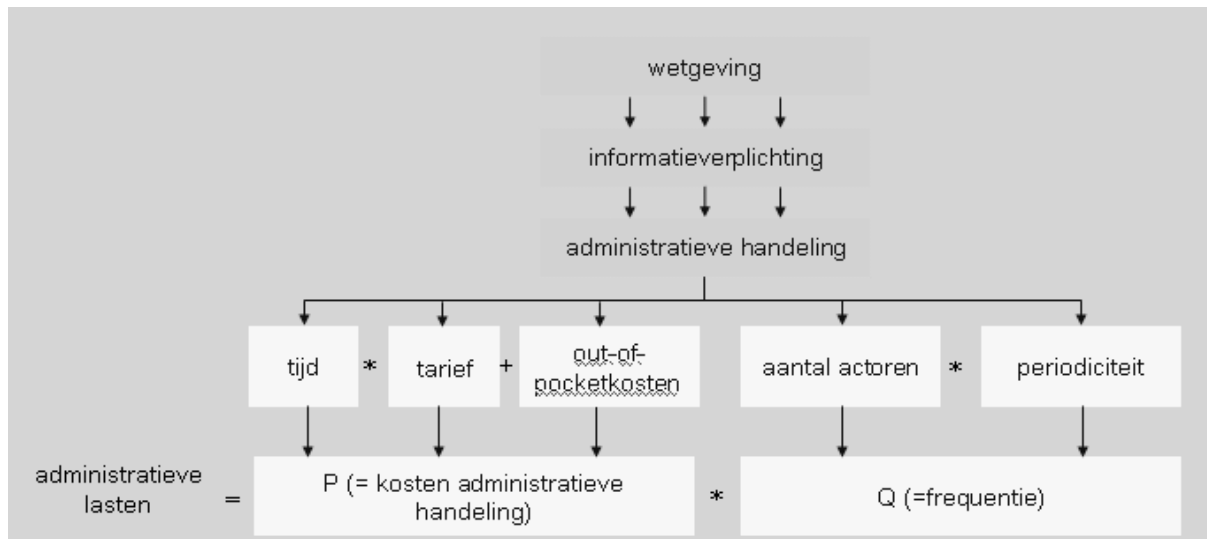 wetgeving
informatieverplichting
administratieve handeling
tijd * tarief + out-of-
pocketkosten aantal actoren * periodiciteit
administratieve
lasten = P (= kosten administratieve
handeling) * Q (=frequentie)